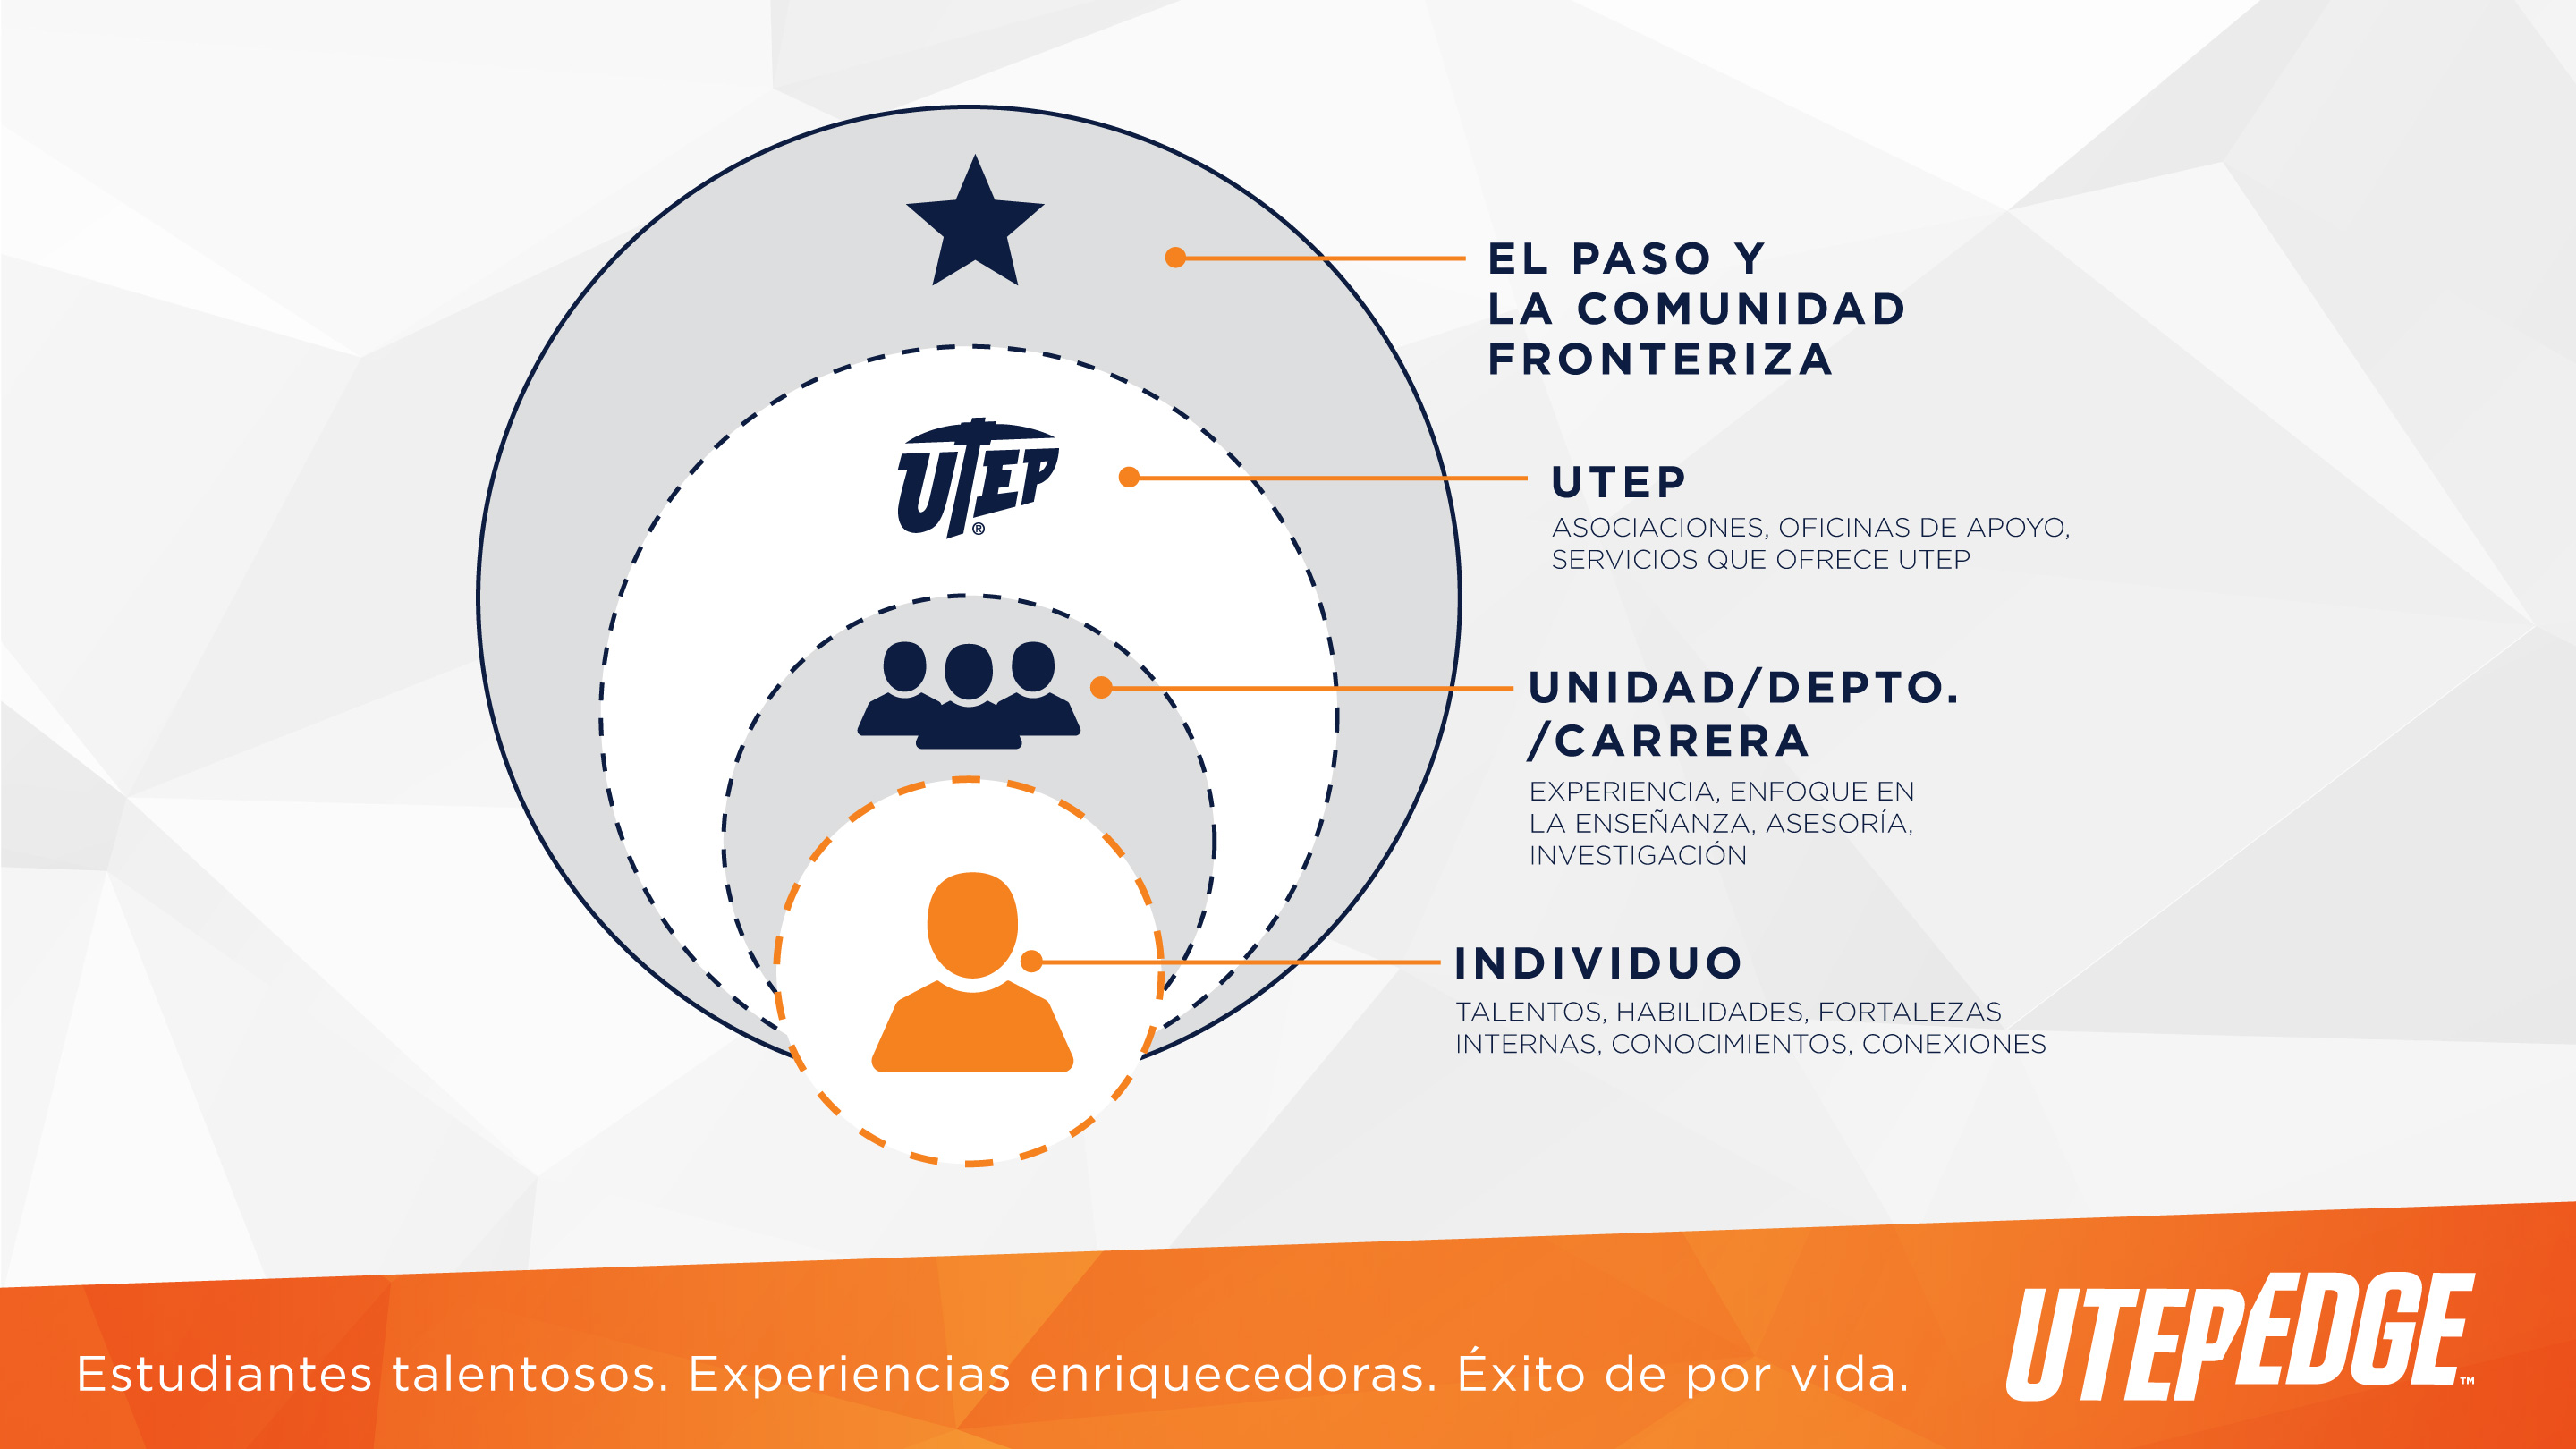 EL PASO Y
LA COMUNIDAD
FRONTERIZA
UTEP
®
UTEP
ASOCIACIONES, OFICINAS DE APOYO,
SERVICIOS QUE OFRECE UTEP
UNIDAD/DEPTO.
/CARRERA
EXPERIENCIA, ENFOQUE EN
LA ENSEÑANZA, ASESORÍA,
INVESTIGACIÓN
INDIVIDUO
TALENTOS, HABILIDADES, FORTALEZAS
INTERNAS, CONOCIMIENTOS, CONEXIONES
Estudiantes talentosos. Experiencias enriquecedoras. Éxito de por vida.
UTEPEDGE™